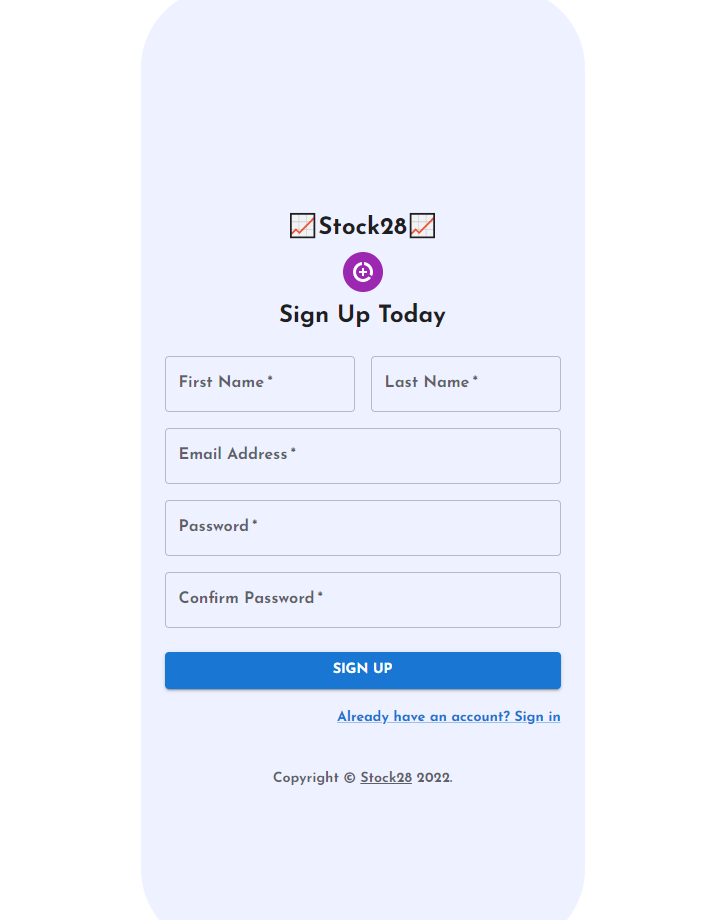 📈Stock28📈
Sign Up Today
First Name *
Last Name *
Email Address *
Password *
Confirm Password *
SIGN UP
Already have an account? Sign in
Copyright © Stock28 2022.